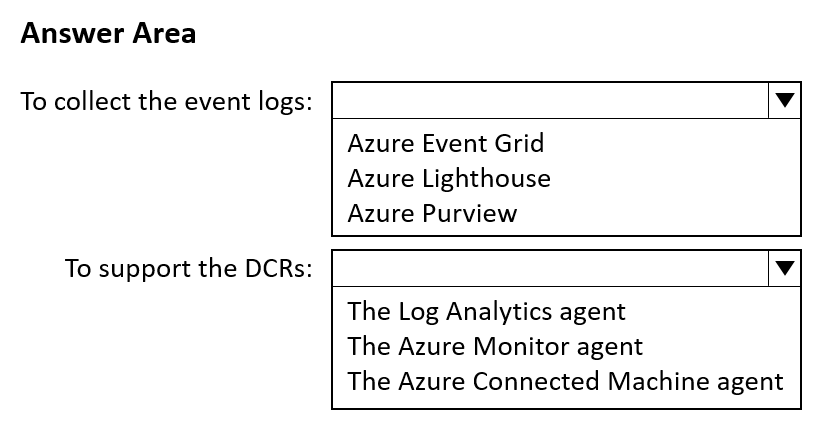 Answer Area
To collect the event logs:
Azure Event Grid
Azure Lighthouse
Azure Purview
To support the DCRs:
The Log Analytics agent
The Azure Monitor agent
The Azure Connected Machine agent